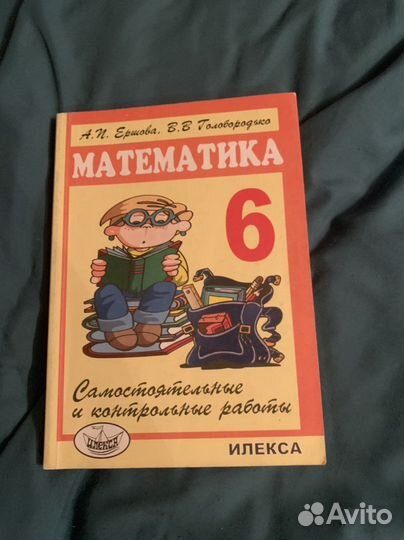 А.П. Ершова, В.В Голобородько
МАТЕМАТИКА
6
Самостоятельные
и контрольные работы
ИЛЕКСА
ИЛЕКСА
Avito